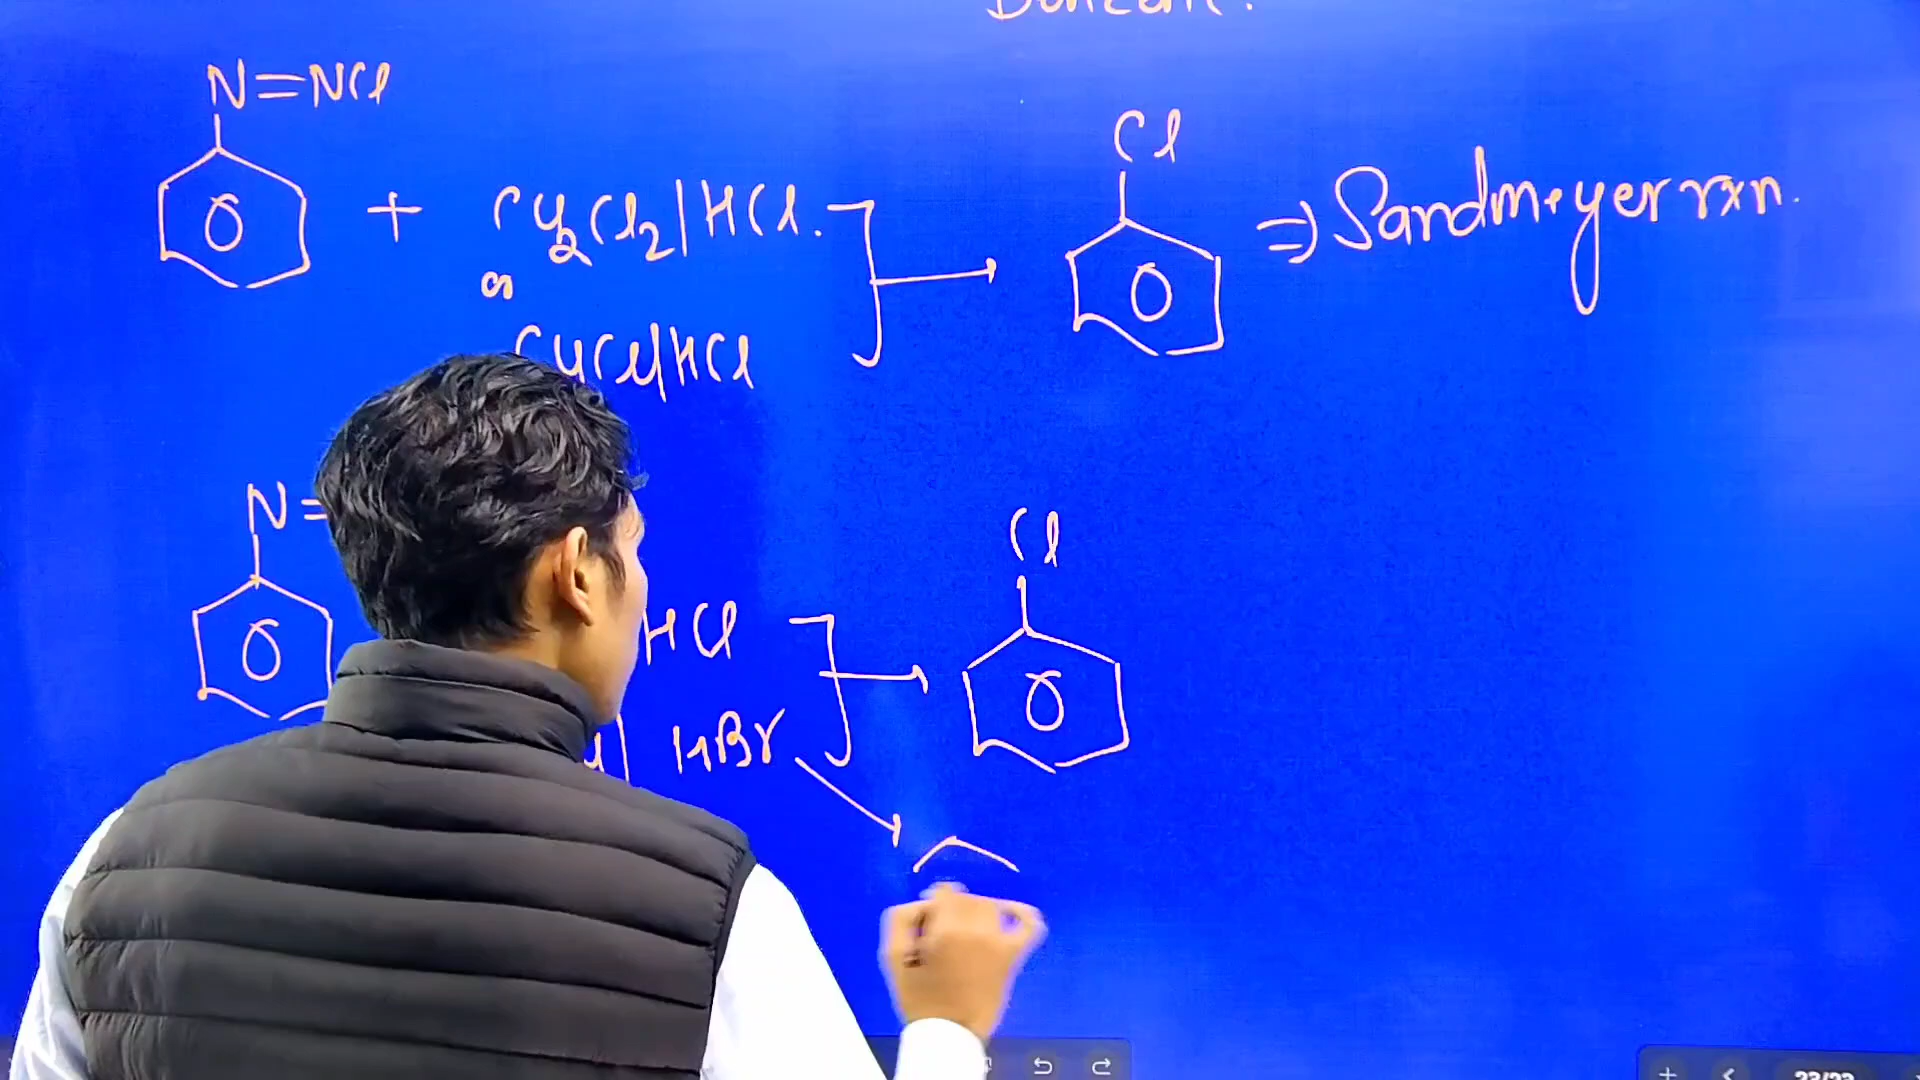 N=NCl
Cl
+ Cu2Cl2/HCl. ⇒ Sandmeyer rxn.
or
CuCl/HCl
N=
Cl
HCl
HBr